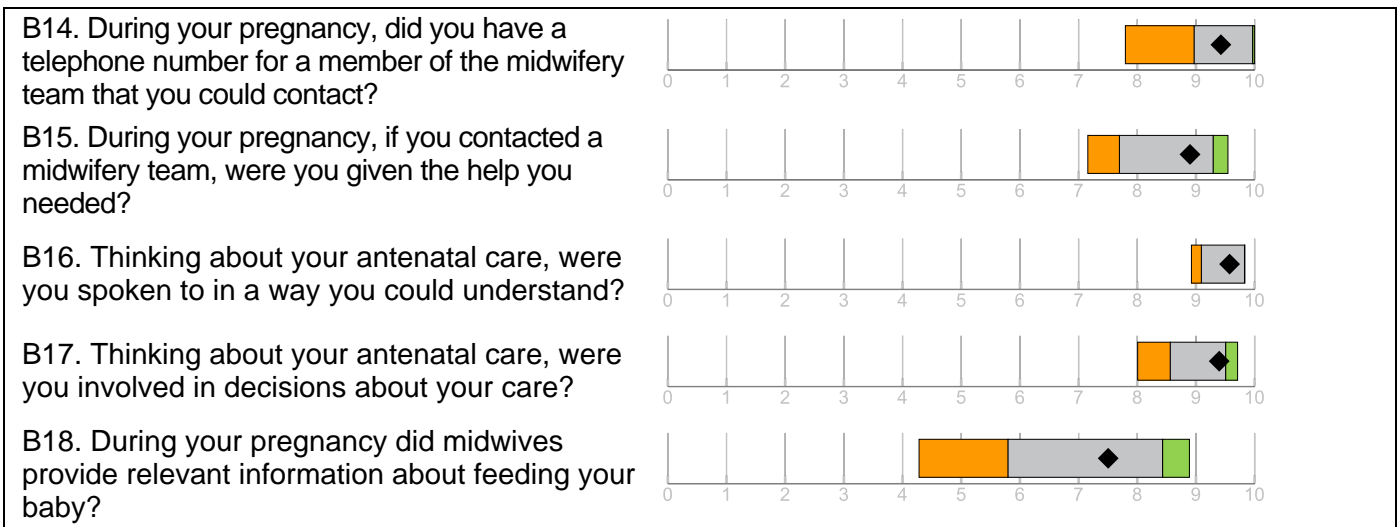 B14. During your pregnancy, did you have a
telephone number for a member of the midwifery
team that you could contact?
0 1 2 3 4 5 6 7 8 9 10
B15. During your pregnancy, if you contacted a
midwifery team, were you given the help you
needed?
0 1 2 3 4 5 6 7 8 9 10
B16. Thinking about your antenatal care, were
you spoken to in a way you could understand?
0 1 2 3 4 5 6 7 8 9 10
B17. Thinking about your antenatal care, were
you involved in decisions about your care?
0 1 2 3 4 5 6 7 8 9 10
B18. During your pregnancy did midwives
provide relevant information about feeding your
baby?
0 1 2 3 4 5 6 7 8 9 10